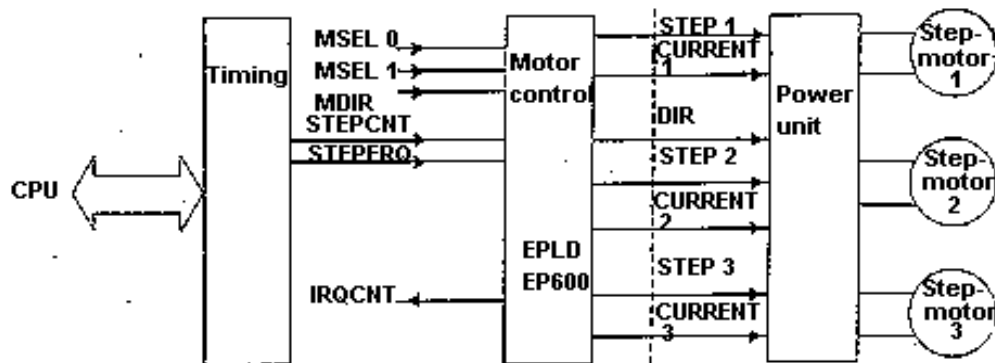 CPU
Timing
MSEL 0
MSEL 1
MDIR
STEPCNT
STEPFRQ
IRQCNT
Motor
control
EPLD
EP600
STEP 1
CURRENT
1
DIR
STEP 2
CURRENT
2
STEP 3
CURRENT
3
Power
unit
Step-
motor
1
Step-
motor
2
Step-
motor
3